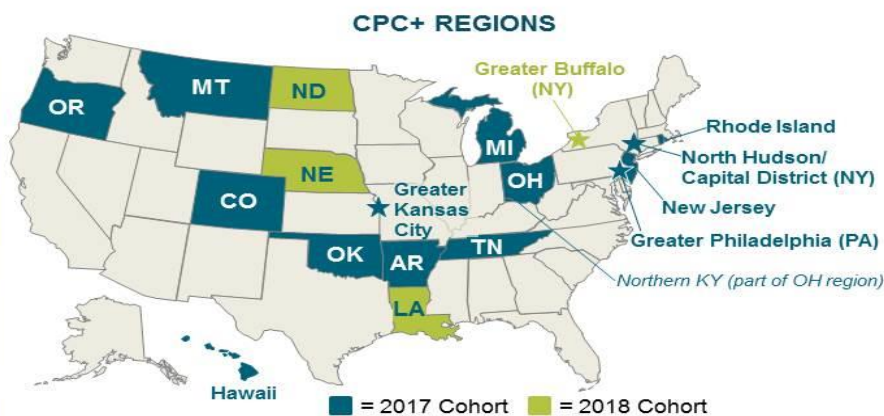 CPC+ REGIONS
Greater Buffalo
(NY)
MT
ND
OR
MI
Rhode Island
North Hudson/
Capital District (NY)
NE
OH
CO
Greater
Kansas
City
New Jersey
Greater Philadelphia (PA)
OK
AR
TN
Northern KY (part of OH region)
LA
Hawaii
= 2017 Cohort
= 2018 Cohort